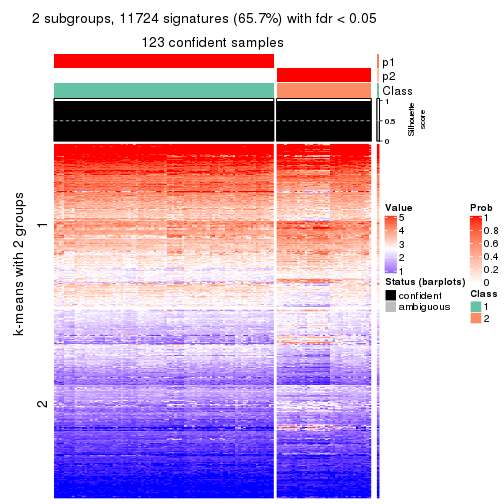 2 subgroups, 11724 signatures (65.7%) with fdr < 0.05
123 confident samples
p1
p2
Class
1
0.5
0
Silhouette
score
k-means with 2 groups
1
2
Value
5
4
3
2
1
Prob
1
0.8
0.6
0.4
0.2
0
Status (barplots)
confident
ambiguous
Class
1
2